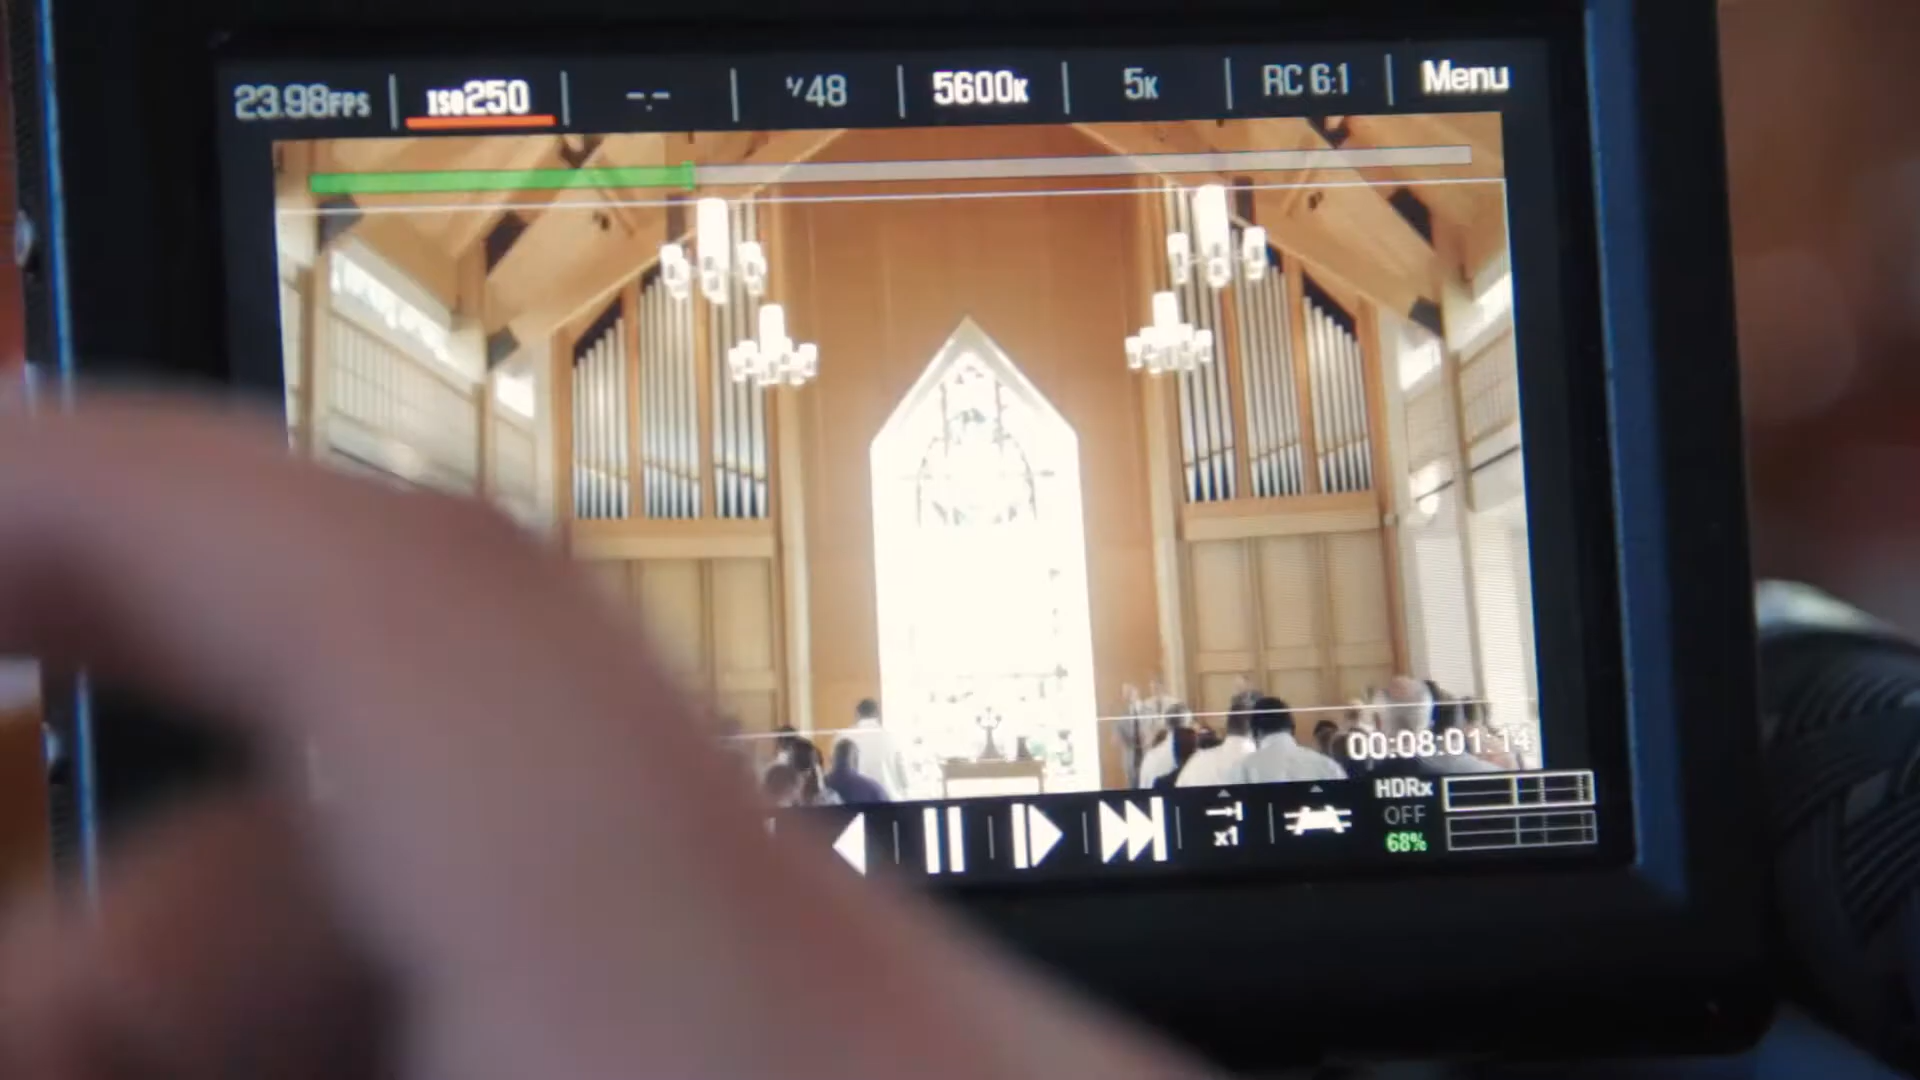 23.98FPS ISO250 -.- 1/48 5600K 5K RC 6:1 Menu
00:08:01:14
HDRx
OFF
x1
68%